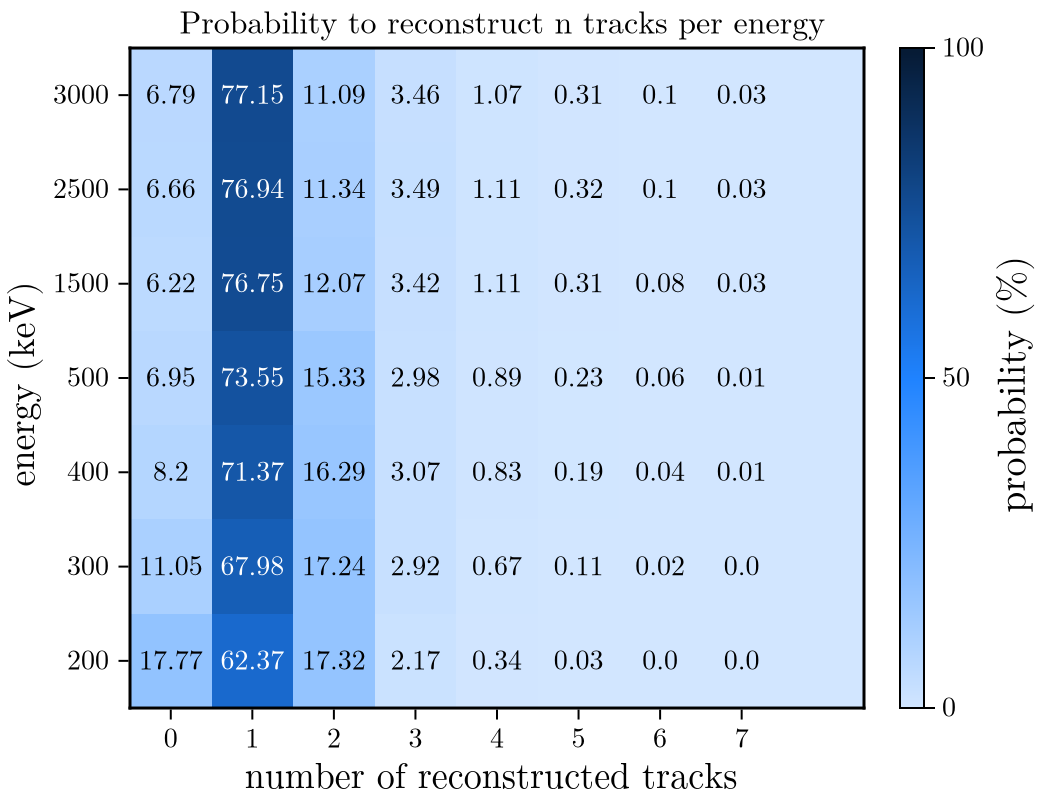 Probability to reconstruct n tracks per energy
3000 6.79 77.15 11.09 3.46 1.07 0.31 0.1 0.03
2500 6.66 76.94 11.34 3.49 1.11 0.32 0.1 0.03
1500 6.22 76.75 12.07 3.42 1.11 0.31 0.08 0.03
500 6.95 73.55 15.33 2.98 0.89 0.23 0.06 0.01
400 8.2 71.37 16.29 3.07 0.83 0.19 0.04 0.01
300 11.05 67.98 17.24 2.92 0.67 0.11 0.02 0.0
200 17.77 62.37 17.32 2.17 0.34 0.03 0.0 0.0
0 1 2 3 4 5 6 7
number of reconstructed tracks
energy (keV)
100
50
0
probability (%)